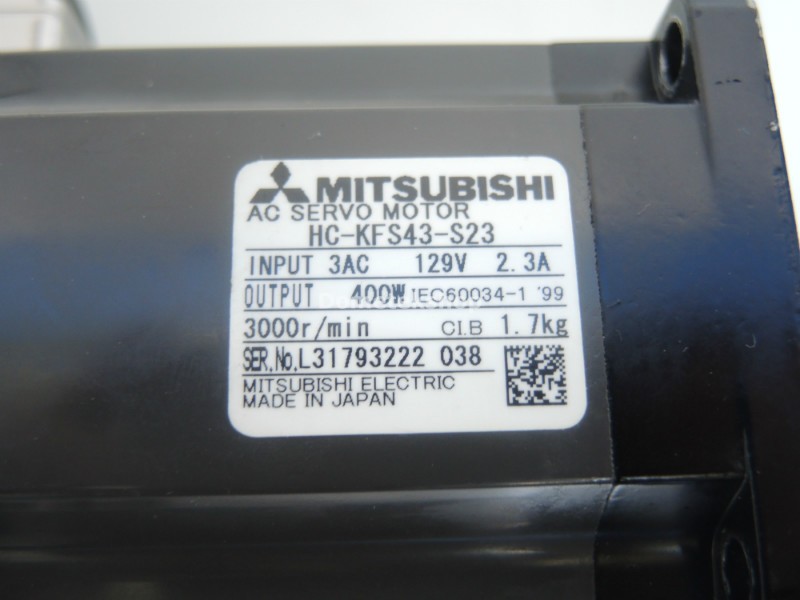 MITSUBISHI
AC SERVO MOTOR
HC-KFS43-S23
INPUT 3AC 129V 2.3A
OUTPUT 400W IEC60034-1 '99
3000r/min CI.B 1.7kg
SER.No.L31793222 038
MITSUBISHI ELECTRIC
MADE IN JAPAN